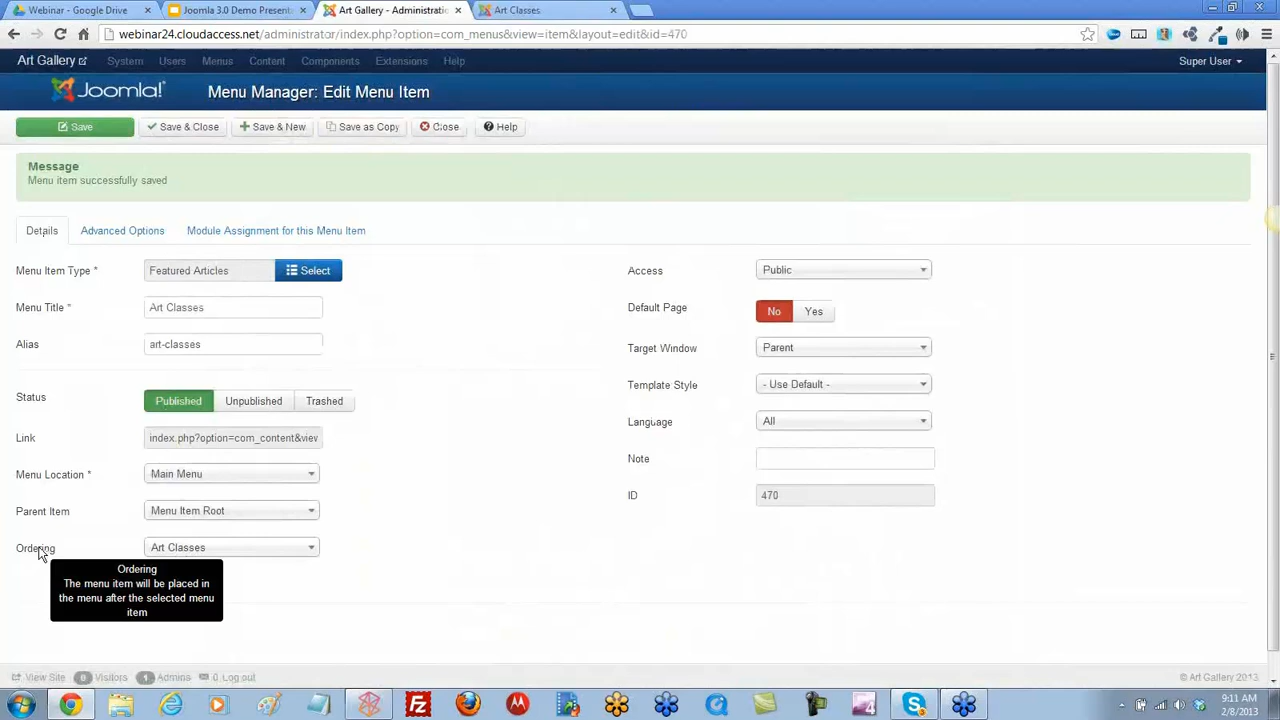 Webinar - Google Drive
Joomla 3.0 Demo Present
Art Gallery - Administratio
Art Classes
webinar24.cloudaccess.net/administrator/index.php?option=com_menus&view=item&layout=edit&id=470
Art Gallery System Users Menus Content Components Extensions Help Super User
Joomla! Menu Manager: Edit Menu Item
Save Save & Close Save & New Save as Copy Close Help
Message
Menu item successfully saved
Details Advanced Options Module Assignment for this Menu Item
Menu Item Type * Featured Articles Select
Menu Title * Art Classes
Alias art-classes
Status Published Unpublished Trashed
Link index.php?option=com_content&view
Menu Location * Main Menu
Parent Item Menu Item Root
Ordering Art Classes
Ordering
The menu item will be placed in
the menu after the selected menu
item
Access Public
Default Page No Yes
Target Window Parent
Template Style - Use Default -
Language All
Note
ID 470
View Site 0 Visitors 1 Admins 0 Log out © Art Gallery 2013
9:11 AM
2/8/2013